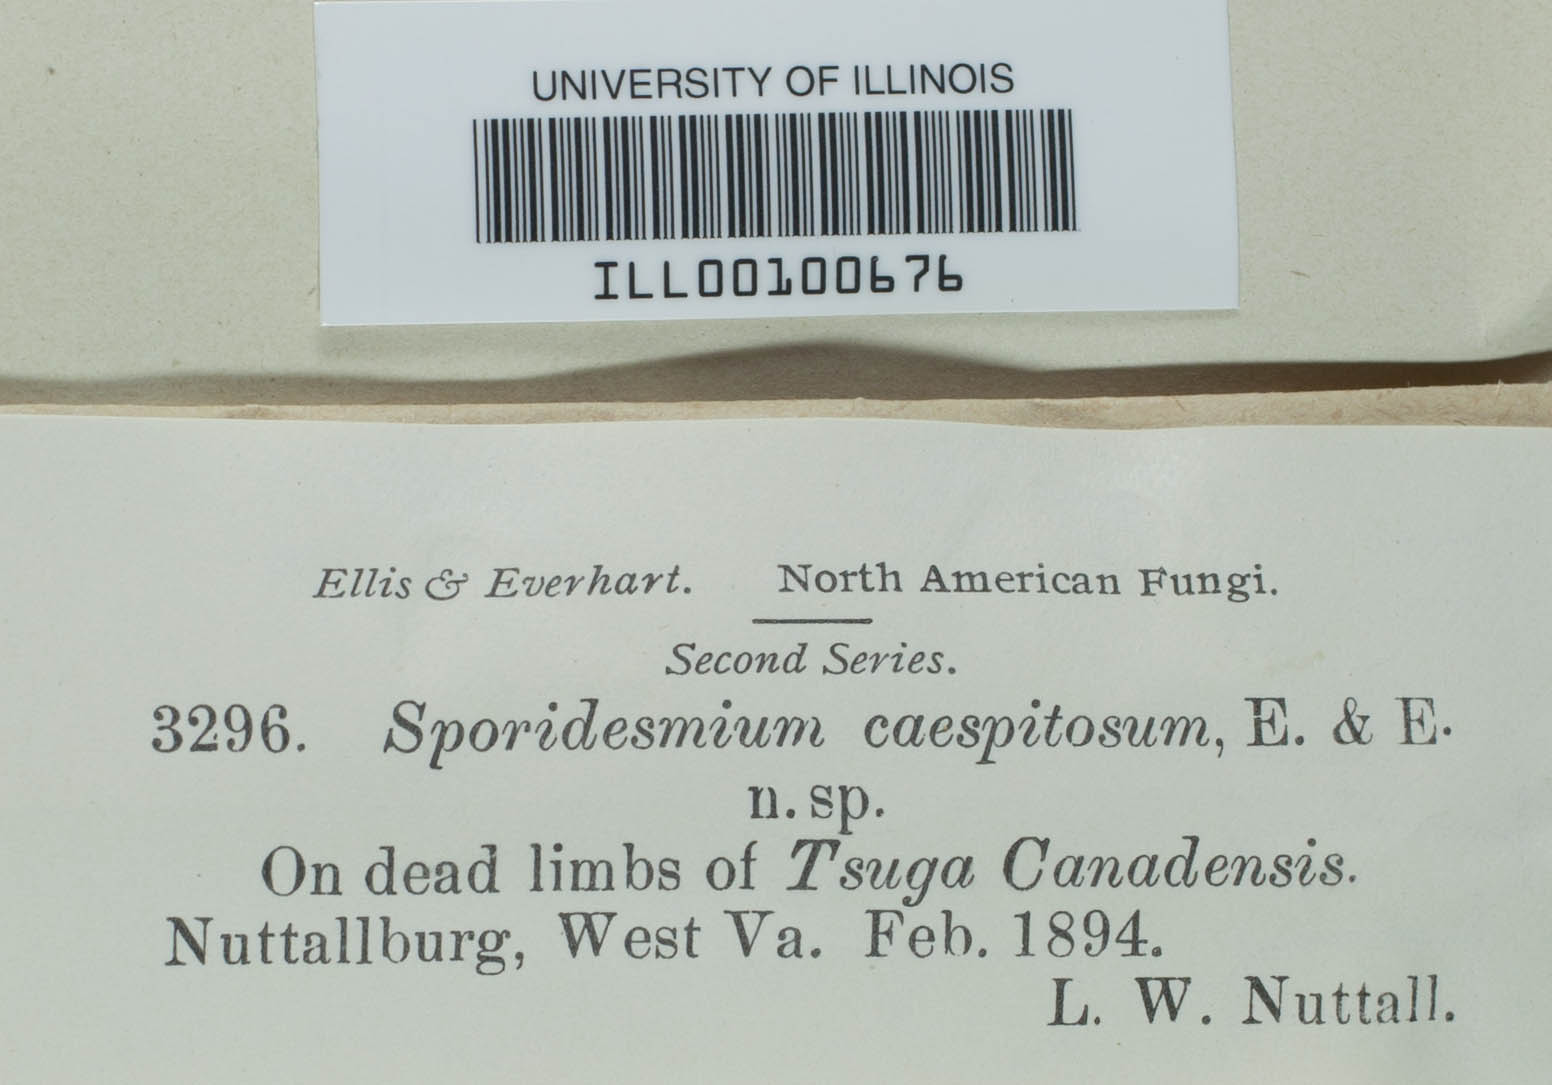 UNIVERSITY OF ILLINOIS
ILL00100676
Ellis & Everhart. North American Fungi.
Second Series.
3296. Sporidesmium caespitosum, E. & E.
n. sp.
On dead limbs of Tsuga Canadensis.
Nuttallburg, West Va. Feb. 1894.
L. W. Nuttall.